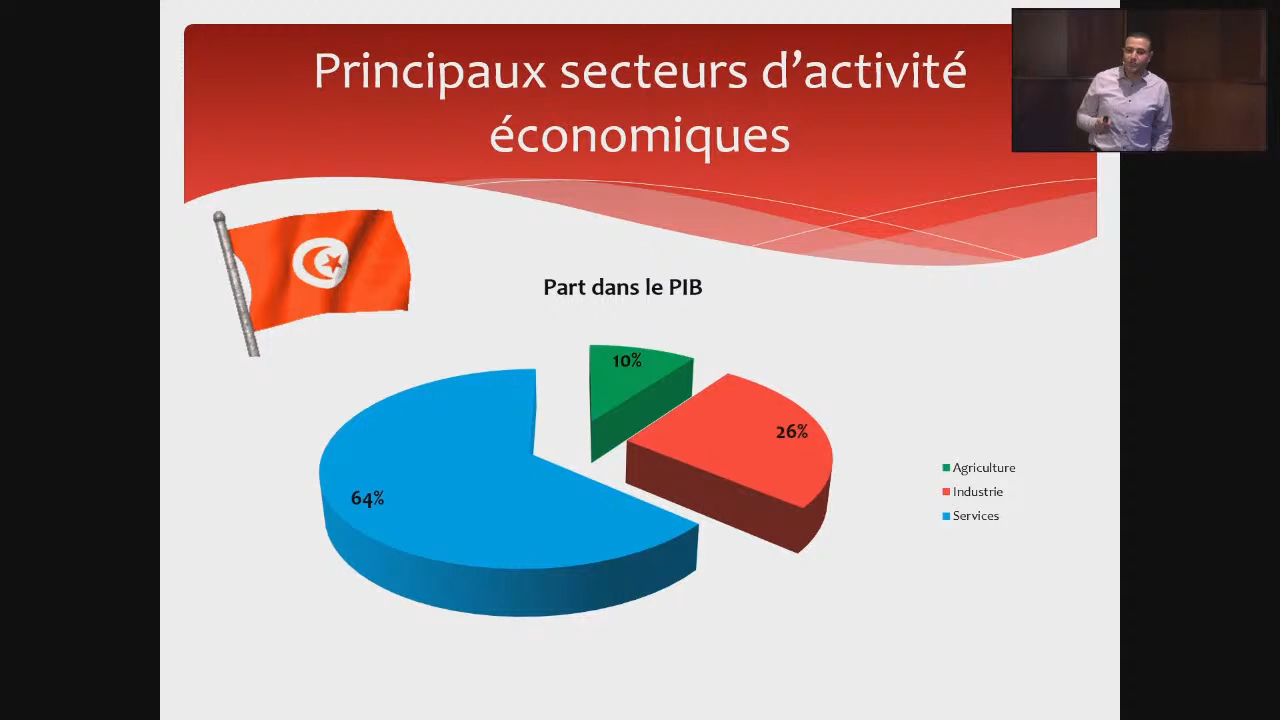 Principaux secteurs d’activité
économiques
Part dans le PIB
10%
26%
64%
Agriculture
Industrie
Services